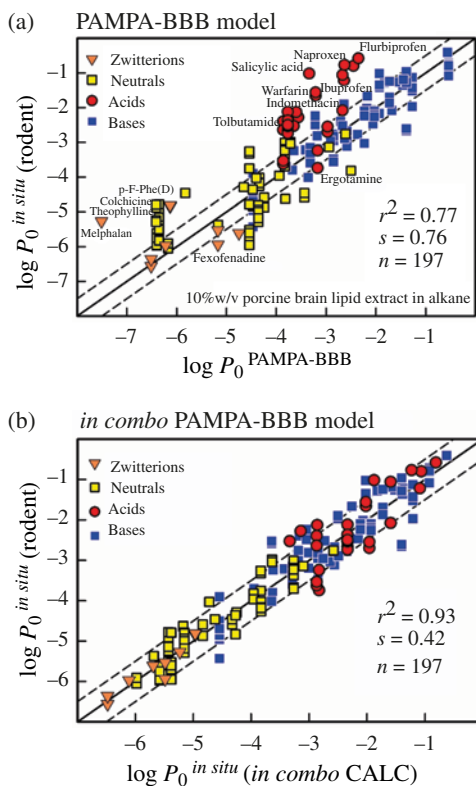 (a) PAMPA-BBB model
Zwitterions
Neutrals
Acids
Bases
Flurbiprofen
Naproxen
Salicylic acid
Ibuprofen
Warfarin
Indomethacin
Tolbutamide
Ergotamine
p-F-Phe(D)
Colchicine
Theophylline
Melphalan
Fexofenadine
r² = 0.77
s = 0.76
n = 197
10%w/v porcine brain lipid extract in alkane
−1
−2
−3
−4
−5
−6
−7
log P₀ in situ (rodent)
−7 −6 −5 −4 −3 −2 −1 0
log P₀ PAMPA-BBB
(b) in combo PAMPA-BBB model
Zwitterions
Neutrals
Acids
Bases
r² = 0.93
s = 0.42
n = 197
−1
−2
−3
−4
−5
−6
log P₀ in situ (rodent)
−6 −5 −4 −3 −2 −1 0
log P₀ in situ (in combo CALC)